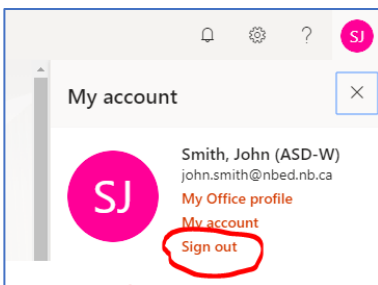 ? SJ
My account
SJ
Smith, John (ASD-W)
john.smith@nbed.nb.ca
My Office profile
My account
Sign out